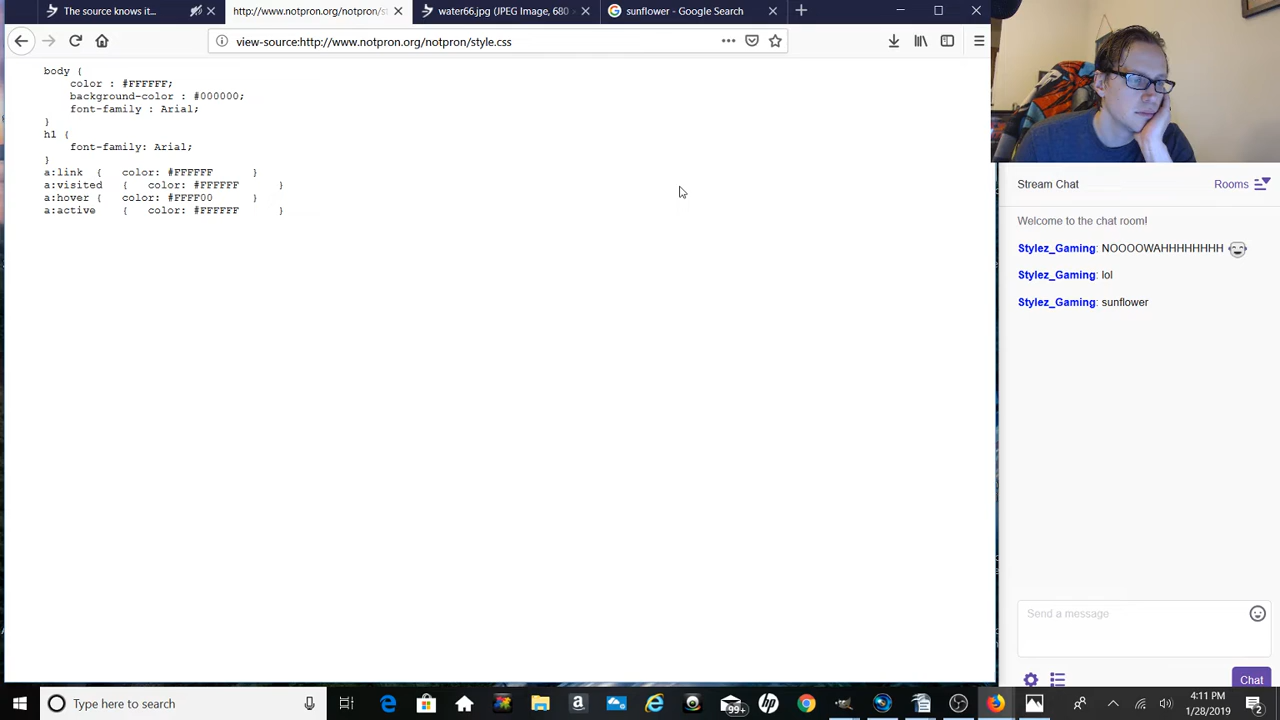 The source knows it...
http://www.notpron.org/notpron/s
water66.jpg (JPEG Image, 680
sunflower - Google Search
view-source:http://www.notpron.org/notpron/style.css
body {
color : #FFFFFF;
background-color : #000000;
font-family : Arial;
}
h1 {
font-family: Arial;
}
a:link { color: #FFFFFF }
a:visited { color: #FFFFFF }
a:hover { color: #FFFF00 }
a:active { color: #FFFFFF }
Stream Chat Rooms
Welcome to the chat room!
Stylez_Gaming: NOOOOWAHHHHHHHH
Stylez_Gaming: lol
Stylez_Gaming: sunflower
Send a message
Chat
Type here to search
99+
4:11 PM
1/28/2019
2